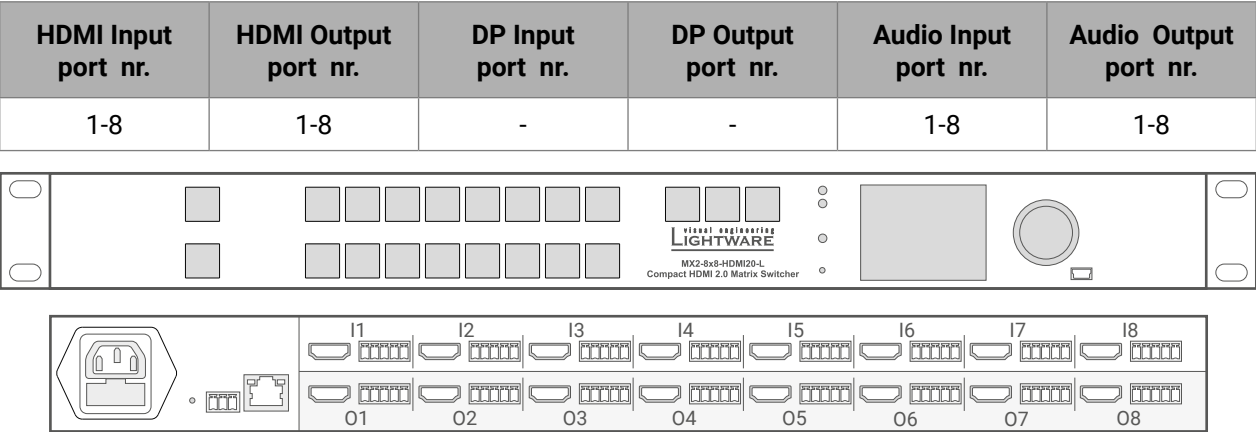 HDMI Input port nr.
HDMI Output port nr.
DP Input port nr.
DP Output port nr.
Audio Input port nr.
Audio Output port nr.
1-8 1-8 - - 1-8 1-8
visual engineering
LIGHTWARE
MX2-8x8-HDMI20-L
Compact HDMI 2.0 Matrix Switcher
I1 I2 I3 I4 I5 I6 I7 I8
O1 O2 O3 O4 O5 O6 O7 O8